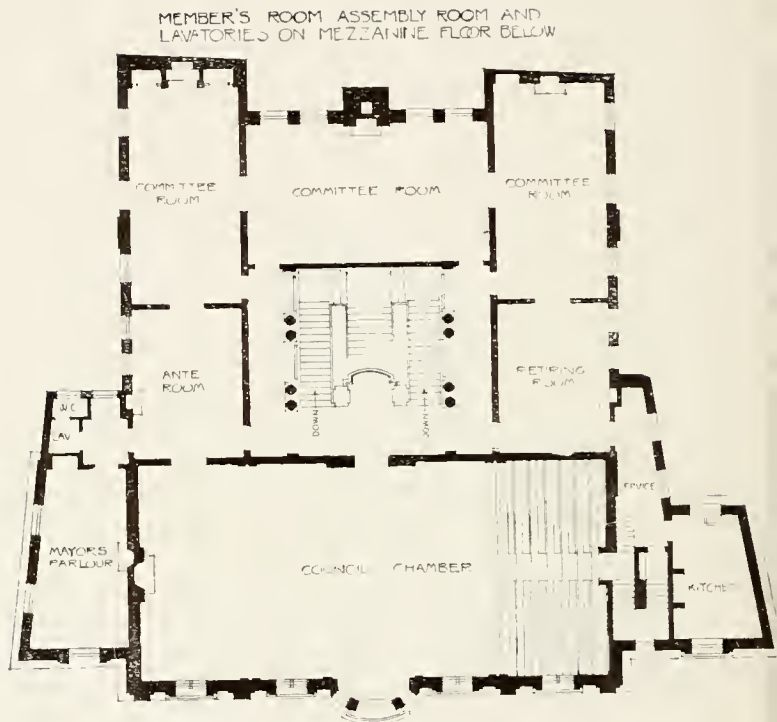 MEMBER'S ROOM ASSEMBLY ROOM AND
LAVATORIES ON MEZZANINE FLOOR BELOW
COMMITTEE
ROOM
COMMITTEE ROOM
COMMITTEE
ROOM
ANTE
ROOM
RETIRING
ROOM
W.C.
LAV
DOWN
DOWN
MAYORS
PARLOUR
COUNCIL CHAMBER
KITCHEN